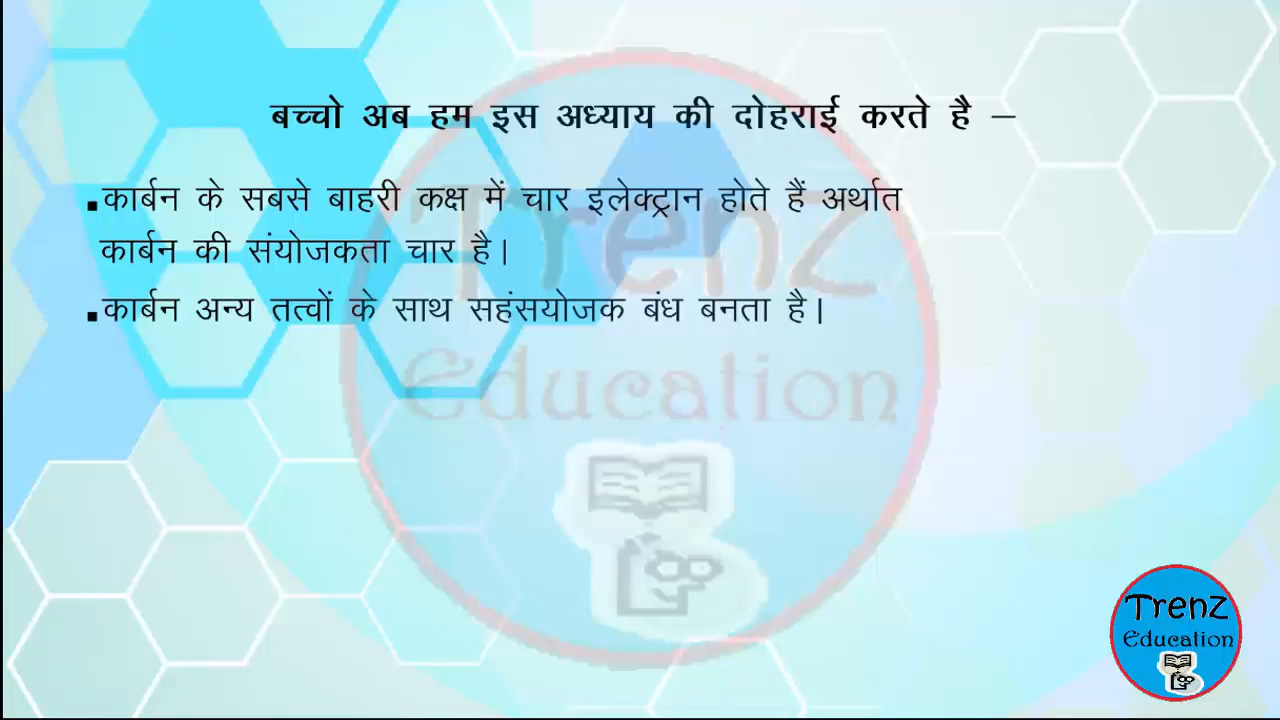 बच्चो अब हम इस अध्याय की दोहराई करते है –
▪कार्बन के सबसे बाहरी कक्ष में चार इलेक्ट्रान होते हैं अर्थात
कार्बन की संयोजकता चार है।
▪कार्बन अन्य तत्वों के साथ सहंसयोजक बंध बनता है।
Trenz
Education
Trenz
Education